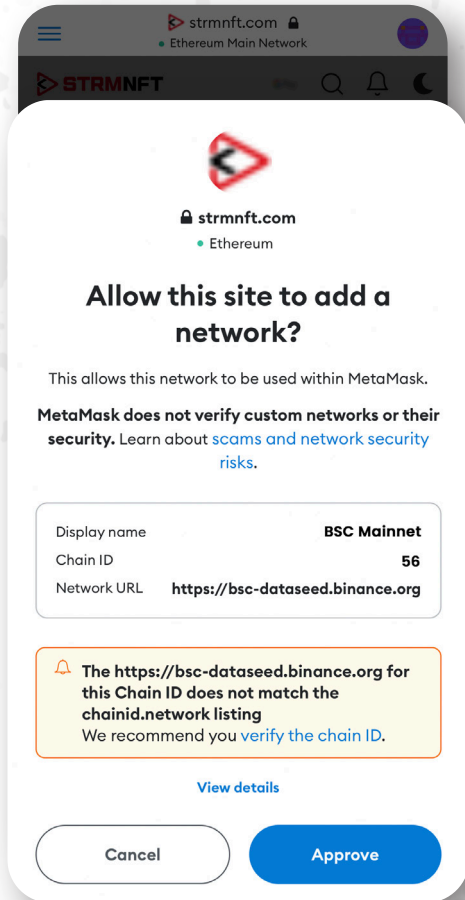 strmnft.com
Ethereum Main Network
STRMNFT
strmnft.com
Ethereum
Allow this site to add a
network?
This allows this network to be used within MetaMask.
MetaMask does not verify custom networks or their
security. Learn about scams and network security
risks.
Display name BSC Mainnet
Chain ID 56
Network URL https://bsc-dataseed.binance.org
The https://bsc-dataseed.binance.org for
this Chain ID does not match the
chainid.network listing
We recommend you verify the chain ID.
View details
Cancel Approve